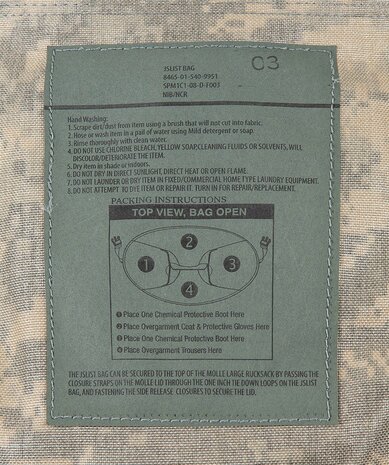 JSLIST BAG
03
8465-01-540-9951
SPM1C1-08-D-F003
NIB/NCR
Hand Washing:
1. Scrape dirt/dust from item using a brush that will not cut into fabric.
2. Hose or wash item in a pail of water using Mild detergent or soap.
3. Rinse thoroughly with clean water.
4. DO NOT USE CHLORINE BLEACH, YELLOW SOAP,CLEANING FLUIDS OR SOLVENTS, WILL
DISCOLOR/DETERIORATE THE ITEM.
5. Dry item in shade or indoors.
6. DO NOT DRY IN DIRECT SUNLIGHT, DIRECT HEAT OR OPEN FLAME.
7. DO NOT LAUNDER OR DRY ITEM IN FIXED/COMMERCIAL HOME TYPE LAUNDRY EQUIPMENT.
8. DO NOT ATTEMPT TO DYE ITEM OR REPAIR IT. TURN IN FOR REPAIR/REPLACEMENT.
PACKING INSTRUCTIONS
TOP VIEW, BAG OPEN
2
1 3
4
1 Place One Chemical Protective Boot Here
2 Place Overgarment Coat & Protective Gloves Here
3 Place One Chemical Protective Boot Here
4 Place Overgarment Trousers Here
THE JSLIST BAG CAN BE SECURED TO THE TOP OF THE MOLLE LARGE RUCKSACK BY PASSING THE
CLOSURE STRAPS ON THE MOLLE LID THROUGH THE ONE INCH TIE DOWN LOOPS ON THE JSLIST
BAG, AND FASTENING THE SIDE RELEASE CLOSURES TO SECURE THE LID.